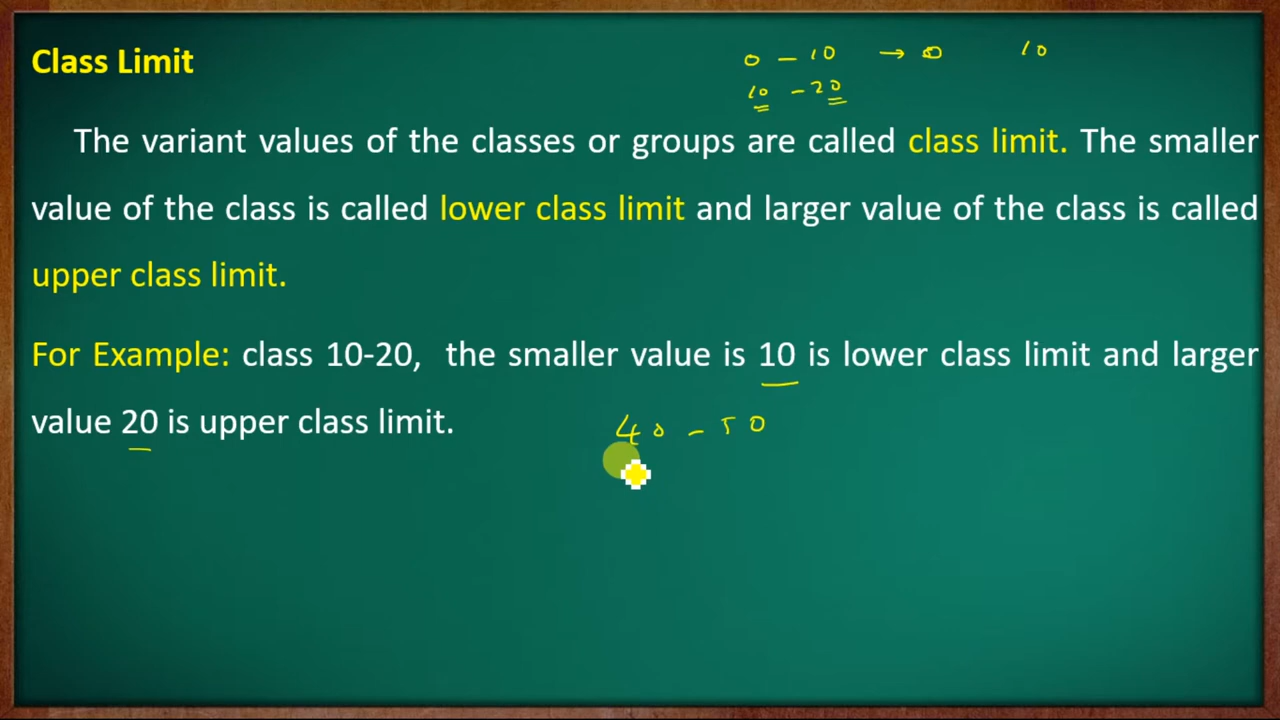 Class Limit
0 – 10 → 0 10
10 – 20
The variant values of the classes or groups are called class limit. The smaller
value of the class is called lower class limit and larger value of the class is called
upper class limit.
For Example: class 10-20, the smaller value is 10 is lower class limit and larger
value 20 is upper class limit.
40 – 50